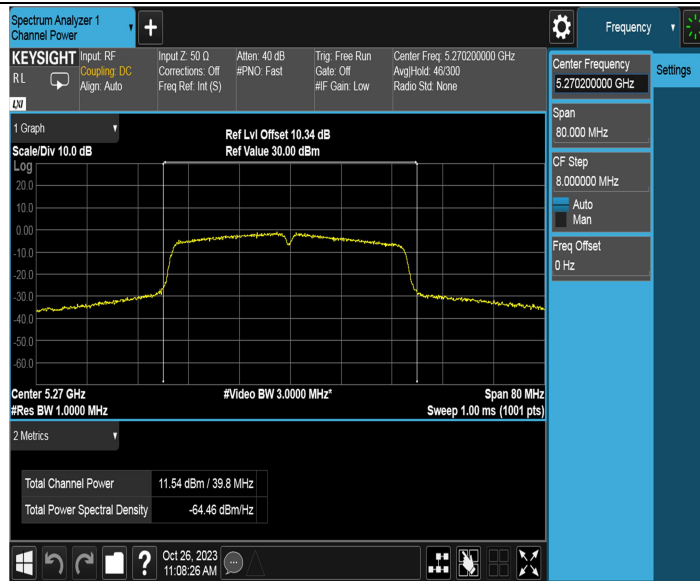 Spectrum Analyzer 1
Channel Power
Frequency
KEYSIGHT
RL
LXI
Input: RF
Coupling: DC
Align: Auto
Input Z: 50 Ω
Corrections: Off
Freq Ref: Int (S)
Atten: 40 dB
#PNO: Fast
Trig: Free Run
Gate: Off
#IF Gain: Low
Center Freq: 5.270200000 GHz
Avg|Hold: 46/300
Radio Std: None
Center Frequency
5.270200000 GHz
Settings
Span
80.000 MHz
CF Step
8.000000 MHz
Auto
Man
Freq Offset
0 Hz
1 Graph
Scale/Div 10.0 dB
Ref Lvl Offset 10.34 dB
Ref Value 30.00 dBm
Log
20.0
10.0
0.00
-10.0
-20.0
-30.0
-40.0
-50.0
-60.0
Center 5.27 GHz
#Video BW 3.0000 MHz*
Span 80 MHz
#Res BW 1.0000 MHz
Sweep 1.00 ms (1001 pts)
2 Metrics
Total Channel Power 11.54 dBm / 39.8 MHz
Total Power Spectral Density -64.46 dBm/Hz
?
Oct 26, 2023
11:08:26 AM